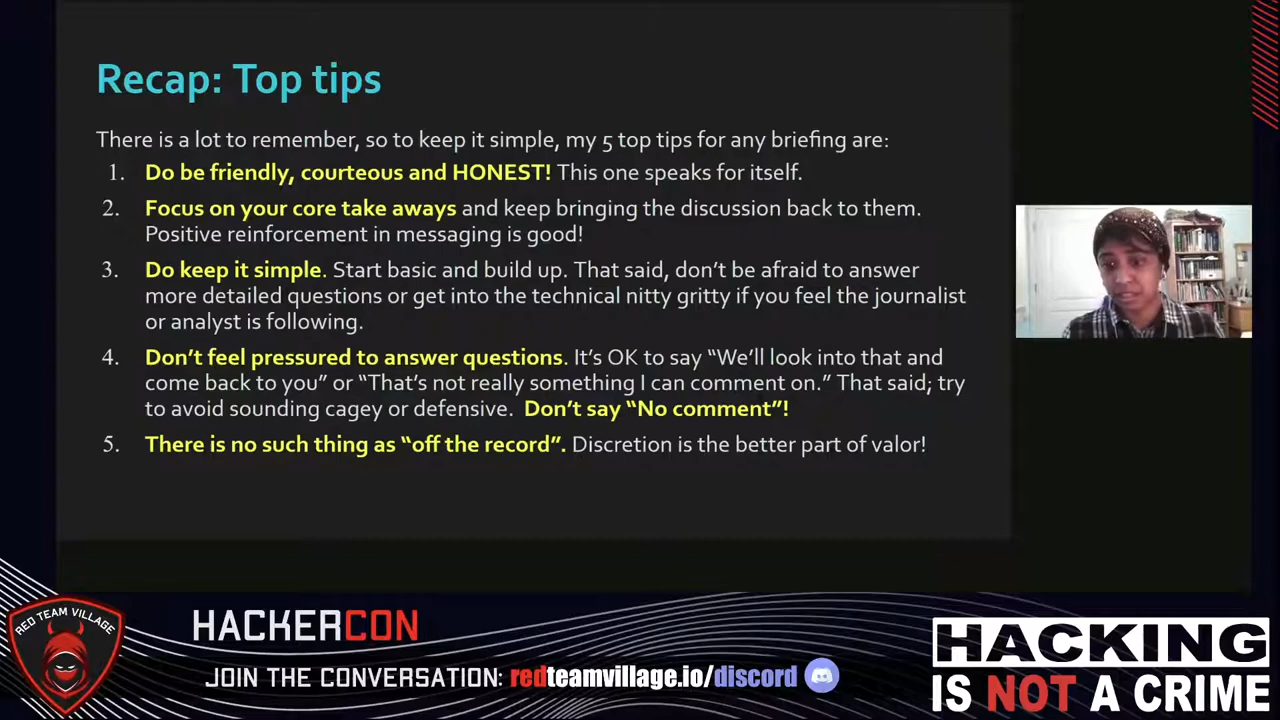 Recap: Top tips
There is a lot to remember, so to keep it simple, my 5 top tips for any briefing are:
1. Do be friendly, courteous and HONEST! This one speaks for itself.
2. Focus on your core take aways and keep bringing the discussion back to them.
Positive reinforcement in messaging is good!
3. Do keep it simple. Start basic and build up. That said, don’t be afraid to answer
more detailed questions or get into the technical nitty gritty if you feel the journalist
or analyst is following.
4. Don’t feel pressured to answer questions. It’s OK to say “We’ll look into that and
come back to you” or “That’s not really something I can comment on.” That said; try
to avoid sounding cagey or defensive. Don’t say “No comment”!
5. There is no such thing as “off the record”. Discretion is the better part of valor!
RED TEAM VILLAGE
HACKERCON
JOIN THE CONVERSATION: redteamvillage.io/discord
HACKING
IS NOT A CRIME